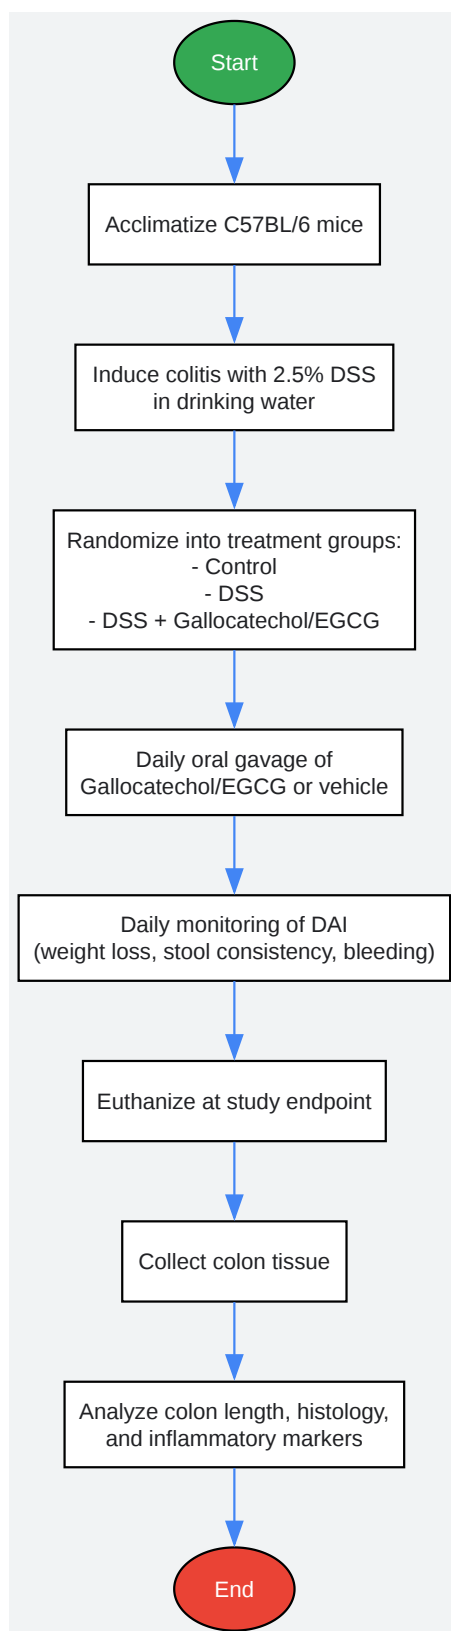 Start
Acclimatize C57BL/6 mice
Induce colitis with 2.5% DSS
in drinking water
Randomize into treatment groups:
- Control
- DSS
- DSS + Gallocatechol/EGCG
Daily oral gavage of
Gallocatechol/EGCG or vehicle
Daily monitoring of DAI
(weight loss, stool consistency, bleeding)
Euthanize at study endpoint
Collect colon tissue
Analyze colon length, histology,
and inflammatory markers
End